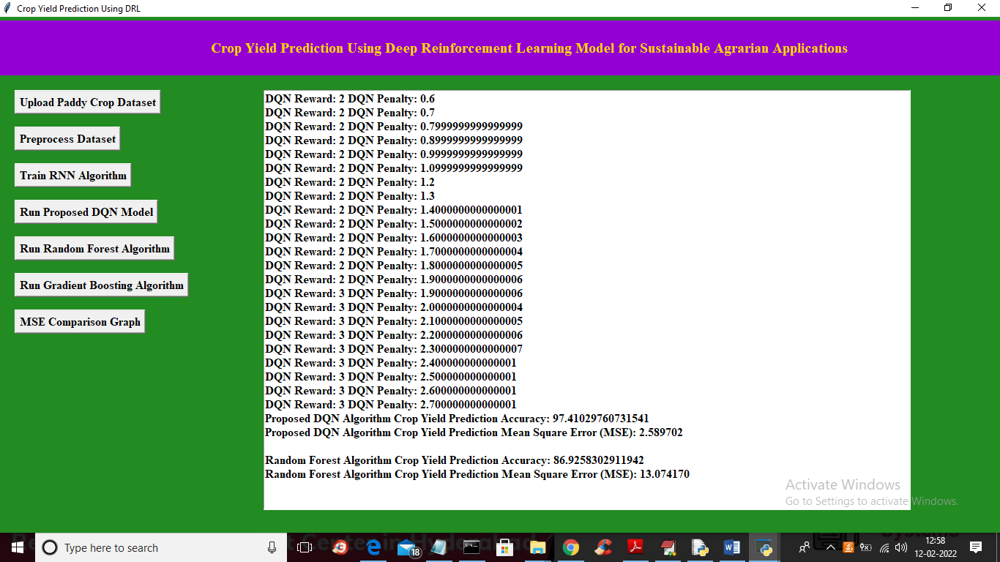 Crop Yield Prediction Using DRL
Crop Yield Prediction Using Deep Reinforcement Learning Model for Sustainable Agrarian Applications
Upload Paddy Crop Dataset
Preprocess Dataset
Train RNN Algorithm
Run Proposed DQN Model
Run Random Forest Algorithm
Run Gradient Boosting Algorithm
MSE Comparison Graph
DQN Reward: 2 DQN Penalty: 0.6
DQN Reward: 2 DQN Penalty: 0.7
DQN Reward: 2 DQN Penalty: 0.7999999999999999
DQN Reward: 2 DQN Penalty: 0.8999999999999999
DQN Reward: 2 DQN Penalty: 0.9999999999999999
DQN Reward: 2 DQN Penalty: 1.0999999999999999
DQN Reward: 2 DQN Penalty: 1.2
DQN Reward: 2 DQN Penalty: 1.3
DQN Reward: 2 DQN Penalty: 1.4000000000000001
DQN Reward: 2 DQN Penalty: 1.5000000000000002
DQN Reward: 2 DQN Penalty: 1.6000000000000003
DQN Reward: 2 DQN Penalty: 1.7000000000000004
DQN Reward: 2 DQN Penalty: 1.8000000000000005
DQN Reward: 2 DQN Penalty: 1.9000000000000006
DQN Reward: 3 DQN Penalty: 1.9000000000000006
DQN Reward: 3 DQN Penalty: 2.0000000000000004
DQN Reward: 3 DQN Penalty: 2.1000000000000005
DQN Reward: 3 DQN Penalty: 2.2000000000000006
DQN Reward: 3 DQN Penalty: 2.3000000000000007
DQN Reward: 3 DQN Penalty: 2.400000000000001
DQN Reward: 3 DQN Penalty: 2.500000000000001
DQN Reward: 3 DQN Penalty: 2.600000000000001
DQN Reward: 3 DQN Penalty: 2.700000000000001
Proposed DQN Algorithm Crop Yield Prediction Accuracy: 97.41029760731541
Proposed DQN Algorithm Crop Yield Prediction Mean Square Error (MSE): 2.589702
Random Forest Algorithm Crop Yield Prediction Accuracy: 86.9258302911942
Random Forest Algorithm Crop Yield Prediction Mean Square Error (MSE): 13.074170
Activate Windows
Go to Settings to activate Windows.
Type here to search
18
12:58
12-02-2022